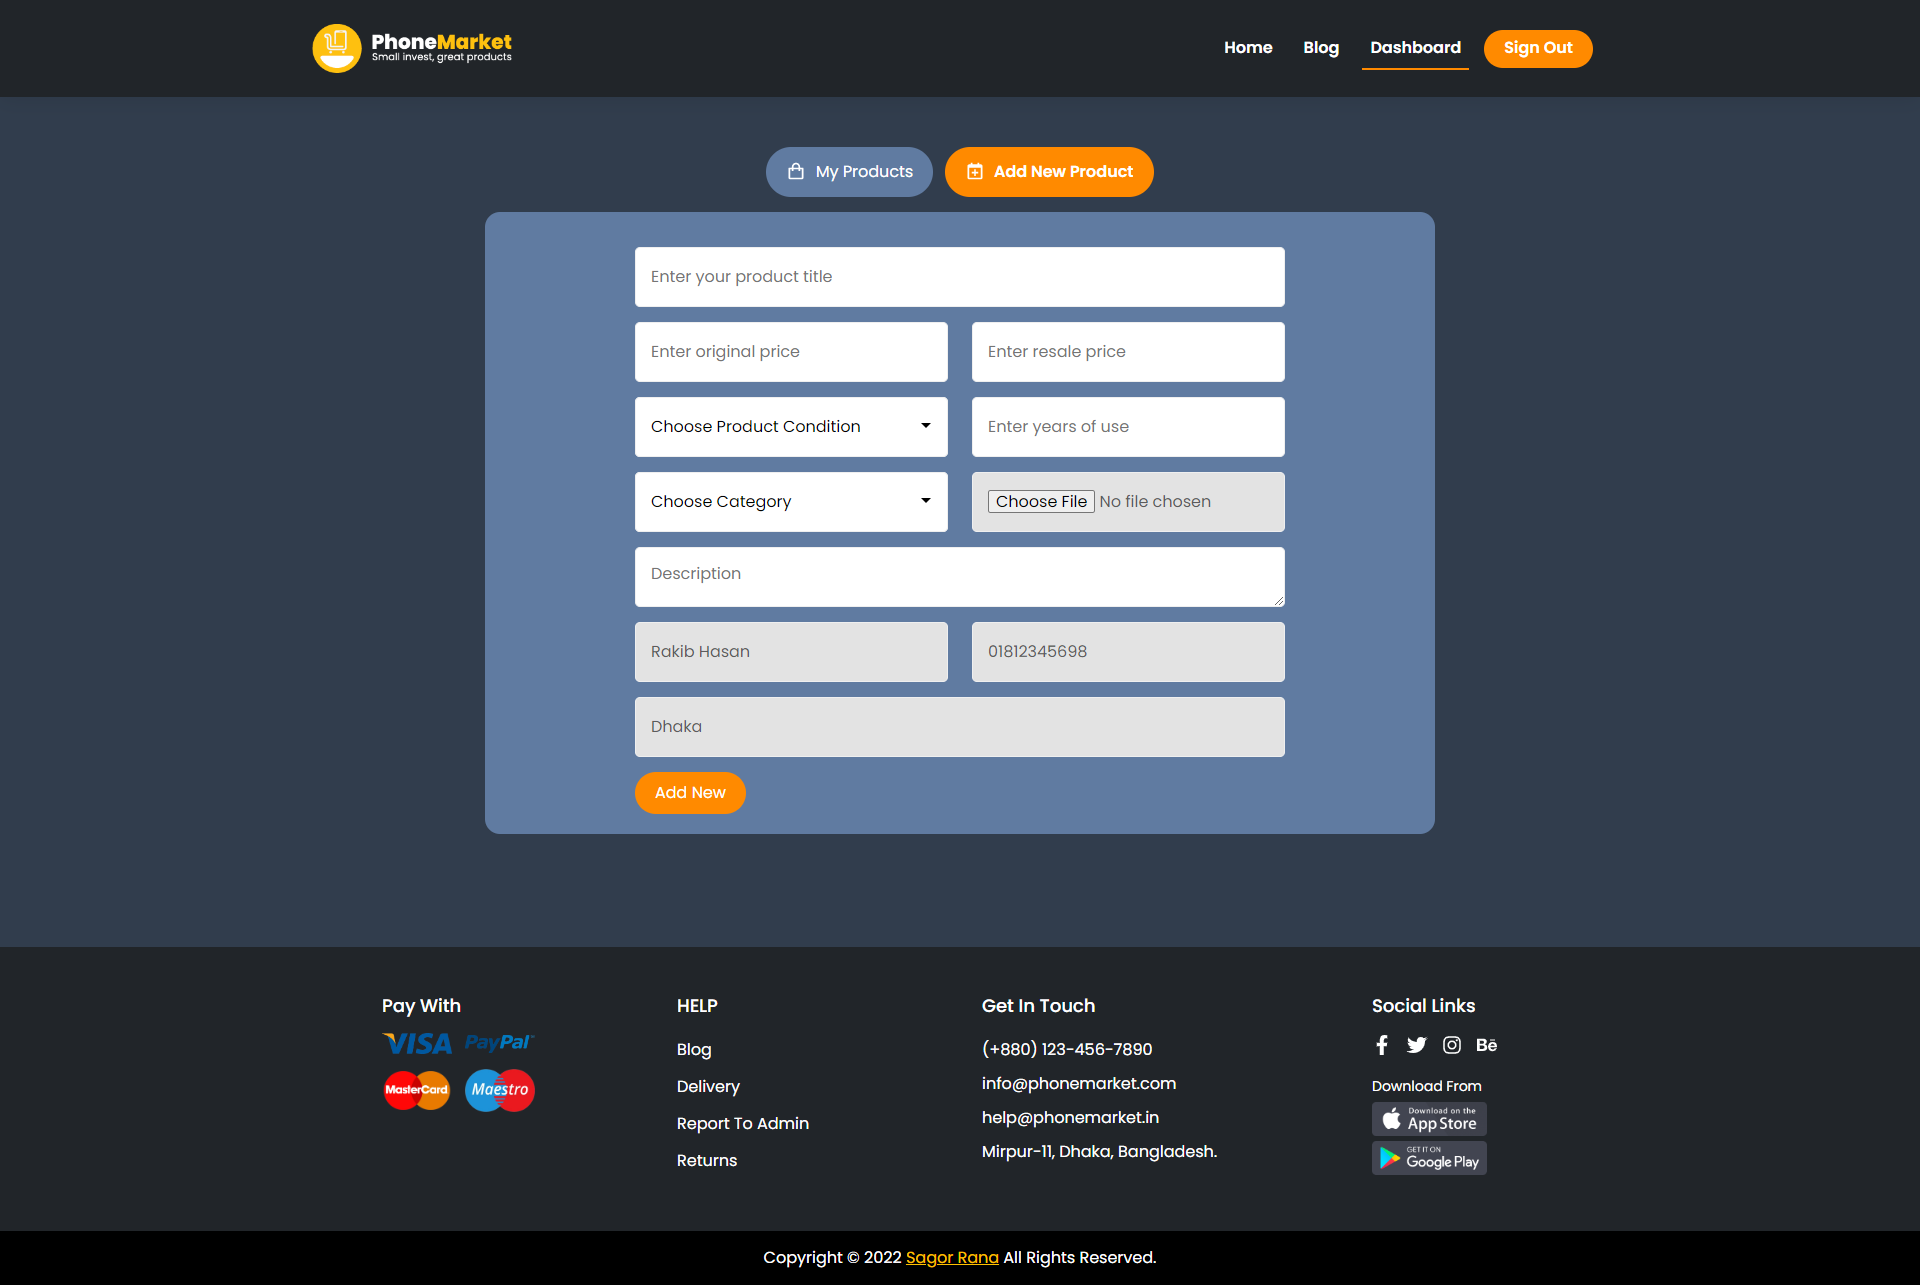 PhoneMarket
Small invest, great products
Home Blog Dashboard Sign Out
My Products Add New Product
Enter your product title
Enter original price Enter resale price
Choose Product Condition Enter years of use
Choose Category Choose File No file chosen
Description
Rakib Hasan 01812345698
Dhaka
Add New
Pay With
VISA PayPal
MasterCard Maestro
HELP
Blog
Delivery
Report To Admin
Returns
Get In Touch
(+880) 123-456-7890
info@phonemarket.com
help@phonemarket.in
Mirpur-11, Dhaka, Bangladesh.
Social Links
Bē
Download From
Download on the
App Store
GET IT ON
Google Play
Copyright © 2022 Sagor Rana All Rights Reserved.